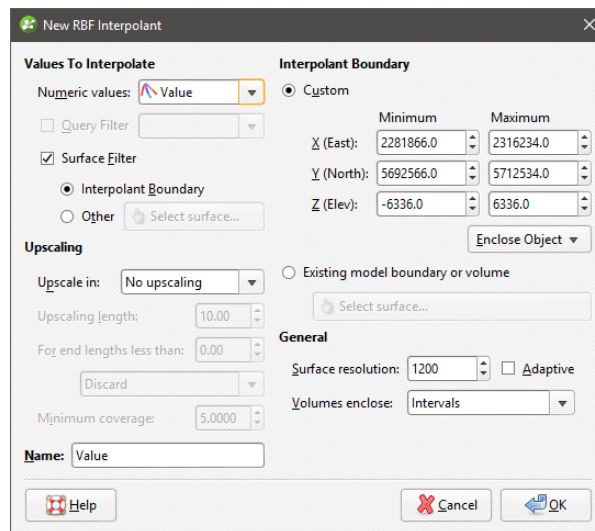 New RBF Interpolant
Values To Interpolate
Numeric values: Value
Query Filter
Surface Filter
Interpolant Boundary
Other Select surface...
Upscaling
Upscale in: No upscaling
Upscaling length: 10.00
For end lengths less than: 0.00
Discard
Minimum coverage: 5.0000
Name: Value
Interpolant Boundary
Custom
Minimum Maximum
X (East): 2281866.0 2316234.0
Y (North): 5692566.0 5712534.0
Z (Elev): -6336.0 6336.0
Enclose Object
Existing model boundary or volume
Select surface...
General
Surface resolution: 1200 Adaptive
Volumes enclose: Intervals
Help Cancel OK